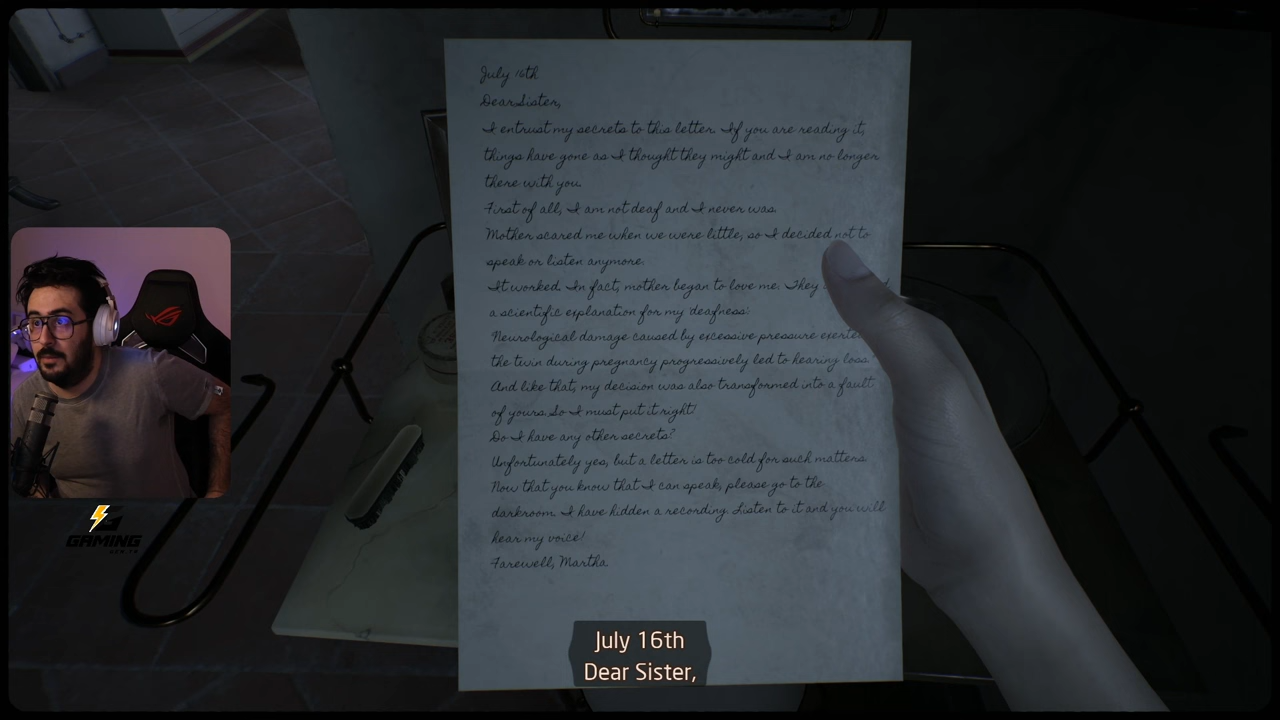 July 16th
Dear Sister,
I entrust my secrets to this letter. If you are reading it,
things have gone as I thought they might and I am no longer
there with you.
First of all, I am not deaf and I never was.
Mother scared me when we were little, so I decided not to
speak or listen anymore.
It worked. In fact, mother began to love me. They
a scientific explanation for my 'deafness':
Neurological damage caused by excessive pressure
the twin during pregnancy progressively led to hearing loss.'
And like that, my decision was also transformed into a fault
of yours. So I must put it right!
Do I have any other secrets?
Unfortunately yes, but a letter is too cold for such matters.
Now that you know that I can speak, please go to the
darkroom. I have hidden a recording. Listen to it and you will
hear my voice!
Farewell, Martha.
July 16th
Dear Sister,
GAMING